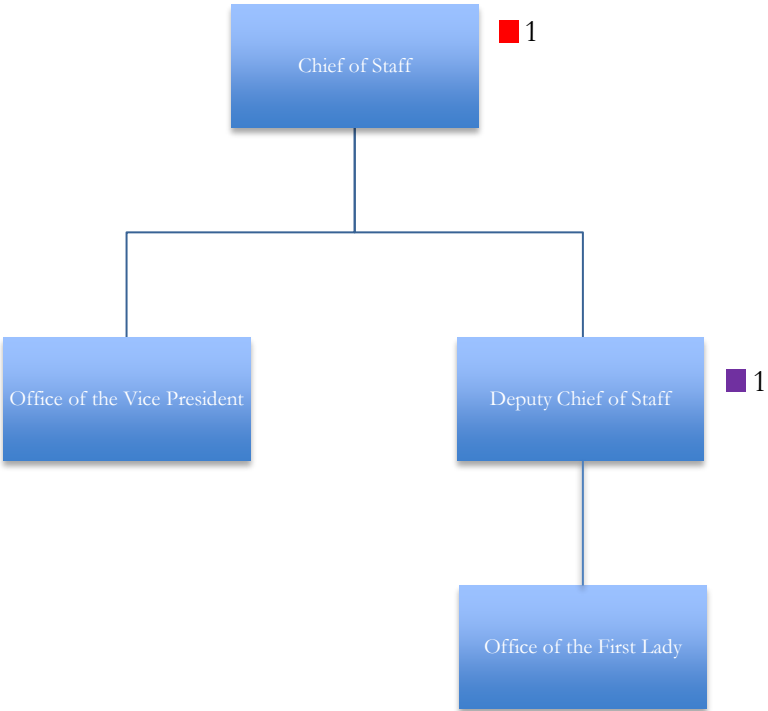 Chief of Staff
1
Office of the Vice President
Deputy Chief of Staff
1
Office of the First Lady